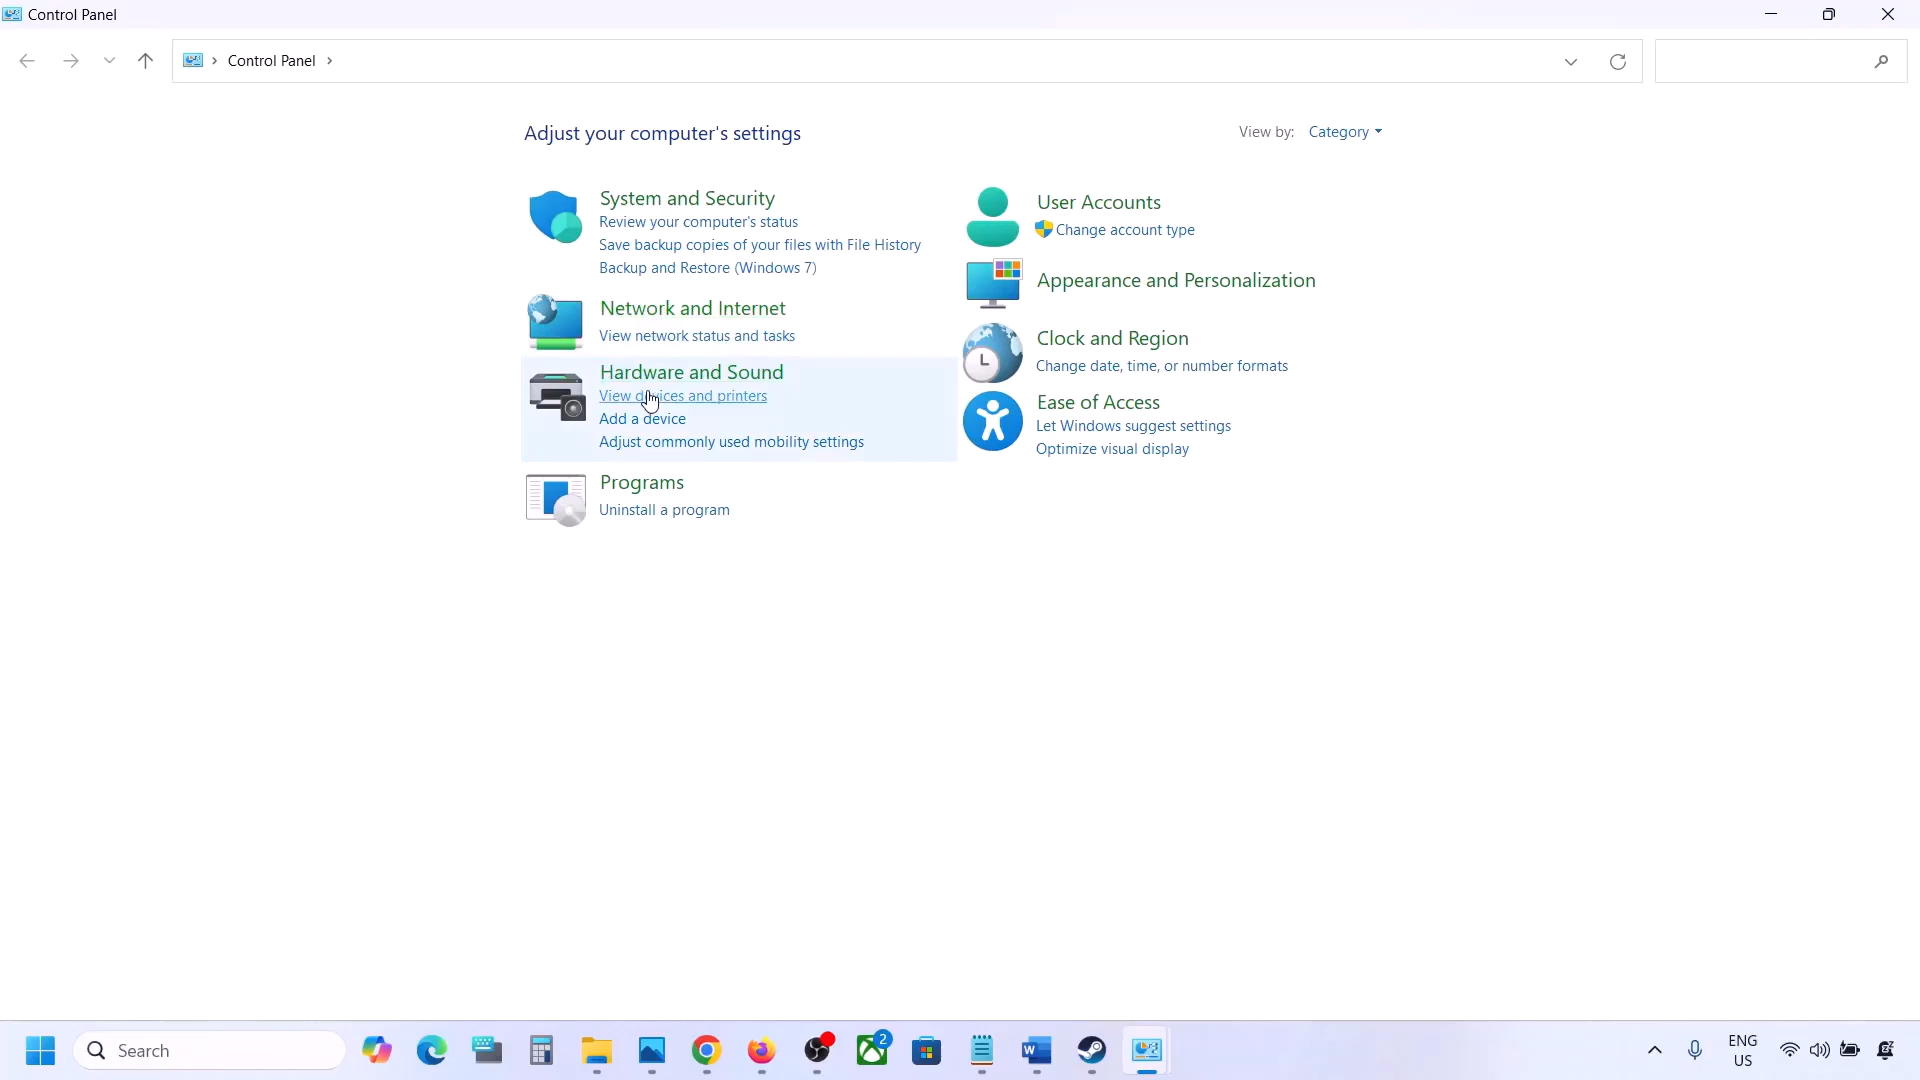 Control Panel
Control Panel
Adjust your computer's settings
View by: Category
System and Security
Review your computer's status
Save backup copies of your files with File History
Backup and Restore (Windows 7)
Network and Internet
View network status and tasks
Hardware and Sound
View devices and printers
Add a device
Adjust commonly used mobility settings
Programs
Uninstall a program
User Accounts
Change account type
Appearance and Personalization
Clock and Region
Change date, time, or number formats
Ease of Access
Let Windows suggest settings
Optimize visual display
Search
2
ENG
US